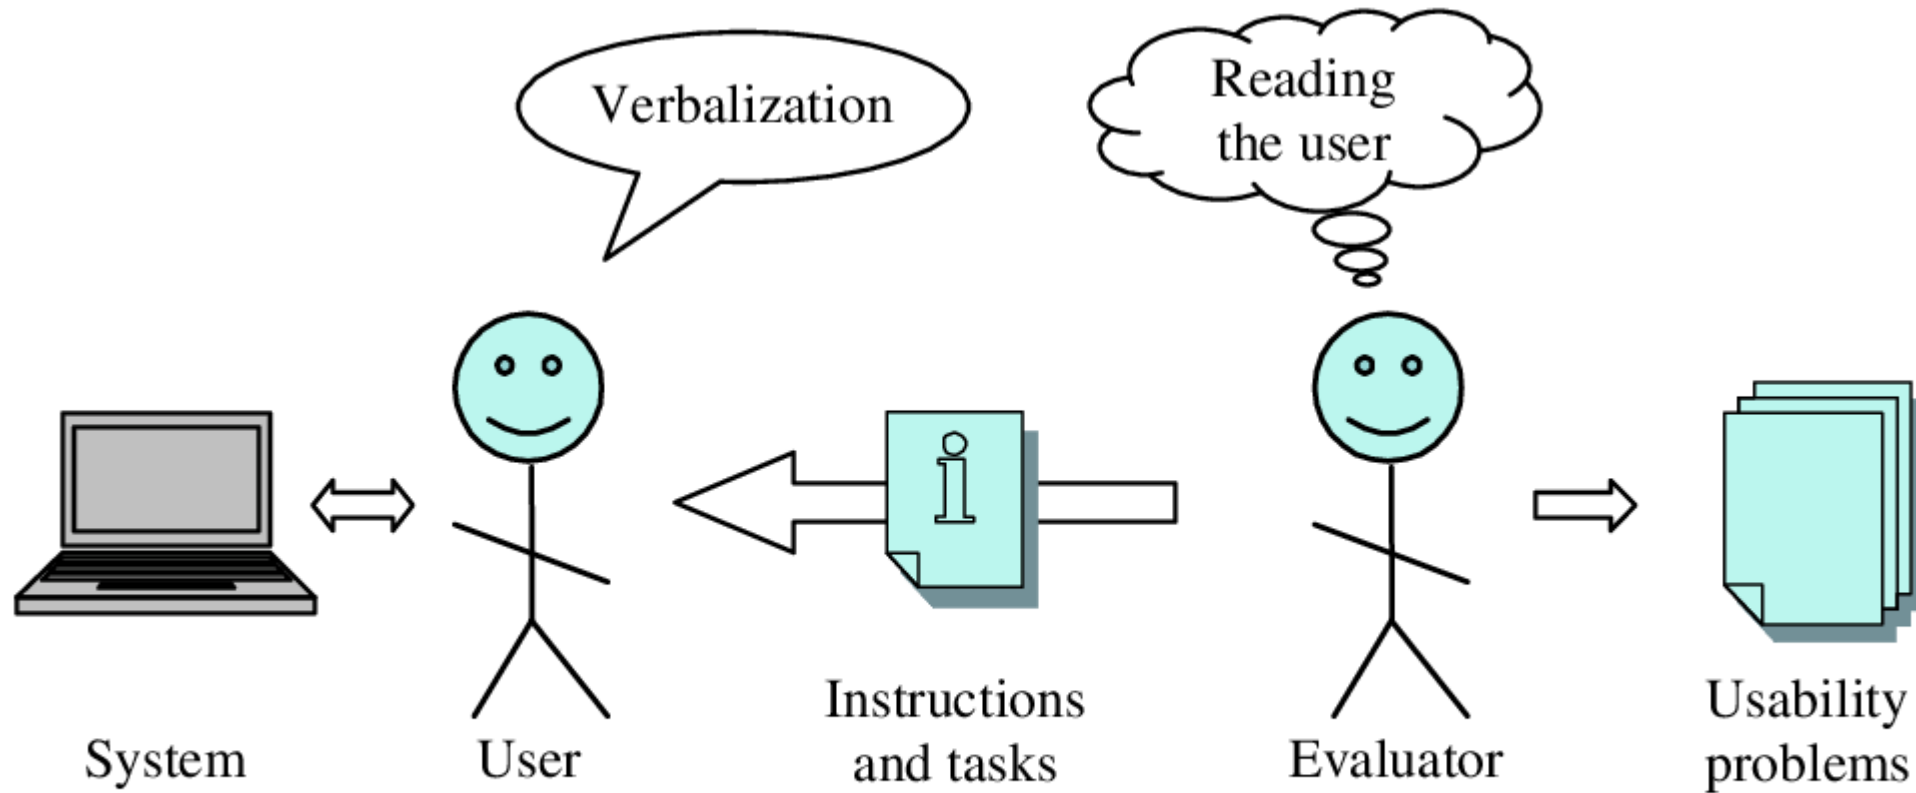 Verbalization
Reading
the user
i
System
User
Instructions
and tasks
Evaluator
Usability
problems